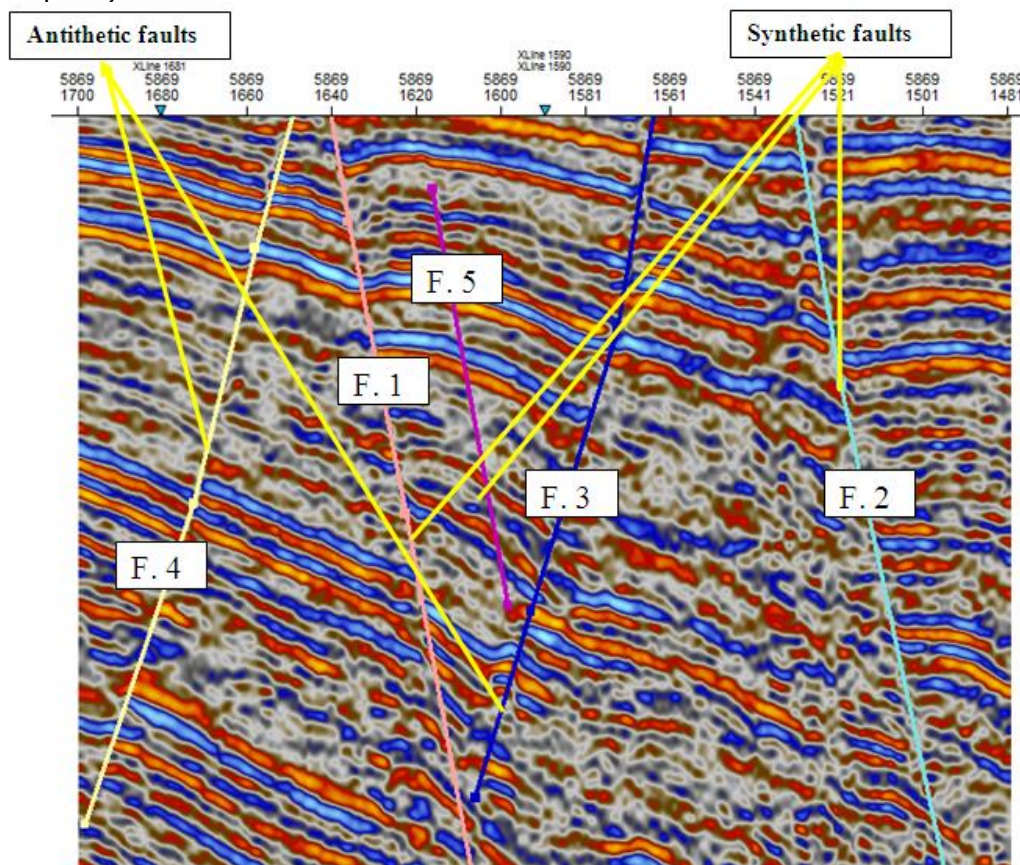 Antithetic faults
Synthetic faults
XLine 1681
XLine 1590
XLine 1590
5869 5869 5869 5869 5869 5869 5869 5869 5869 5869 5869 5869
1700 1680 1660 1640 1620 1600 1581 1561 1541 1521 1501 1481
F. 5
F. 1
F. 3
F. 2
F. 4